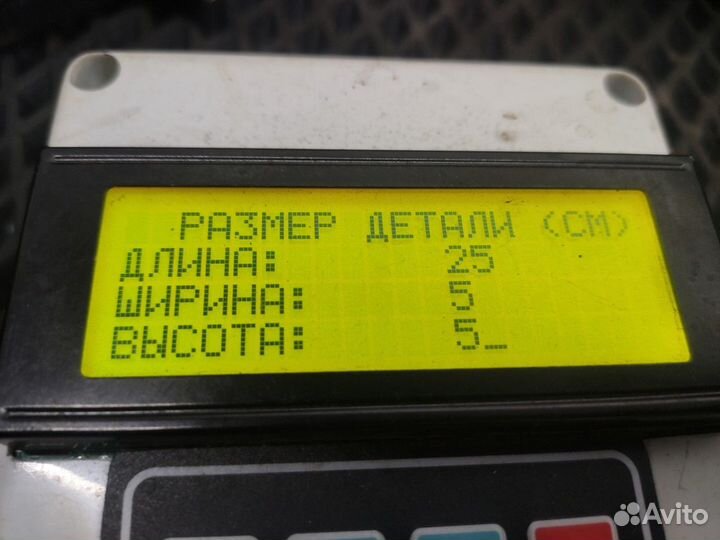 РАЗМЕР ДЕТАЛИ (СМ)
ДЛИНА: 25
ШИРИНА: 5
ВЫСОТА: 5_
Avito